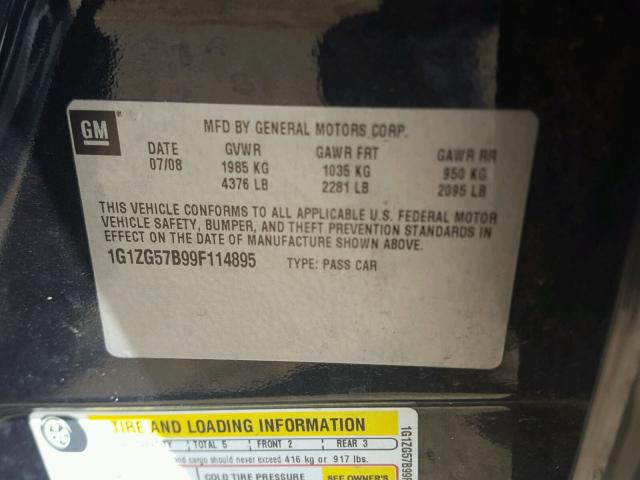 GM
MFD BY GENERAL MOTORS CORP.
DATE GVWR GAWR FRT GAWR RR
07/08 1985 KG 1035 KG 950 KG
4376 LB 2281 LB 2095 LB
THIS VEHICLE CONFORMS TO ALL APPLICABLE U.S. FEDERAL MOTOR
VEHICLE SAFETY, BUMPER, AND THEFT PREVENTION STANDARDS IN
EFFECT ON THE DATE OF MANUFACTURE SHOWN ABOVE.
1G1ZG57B99F114895 TYPE: PASS CAR
TIRE AND LOADING INFORMATION
TOTAL 5 FRONT 2 REAR 3
and cargo should never exceed 416 kg or 917 lbs.
COLD TIRE PRESSURE SEE OWNER'S
1G1ZG57B99F